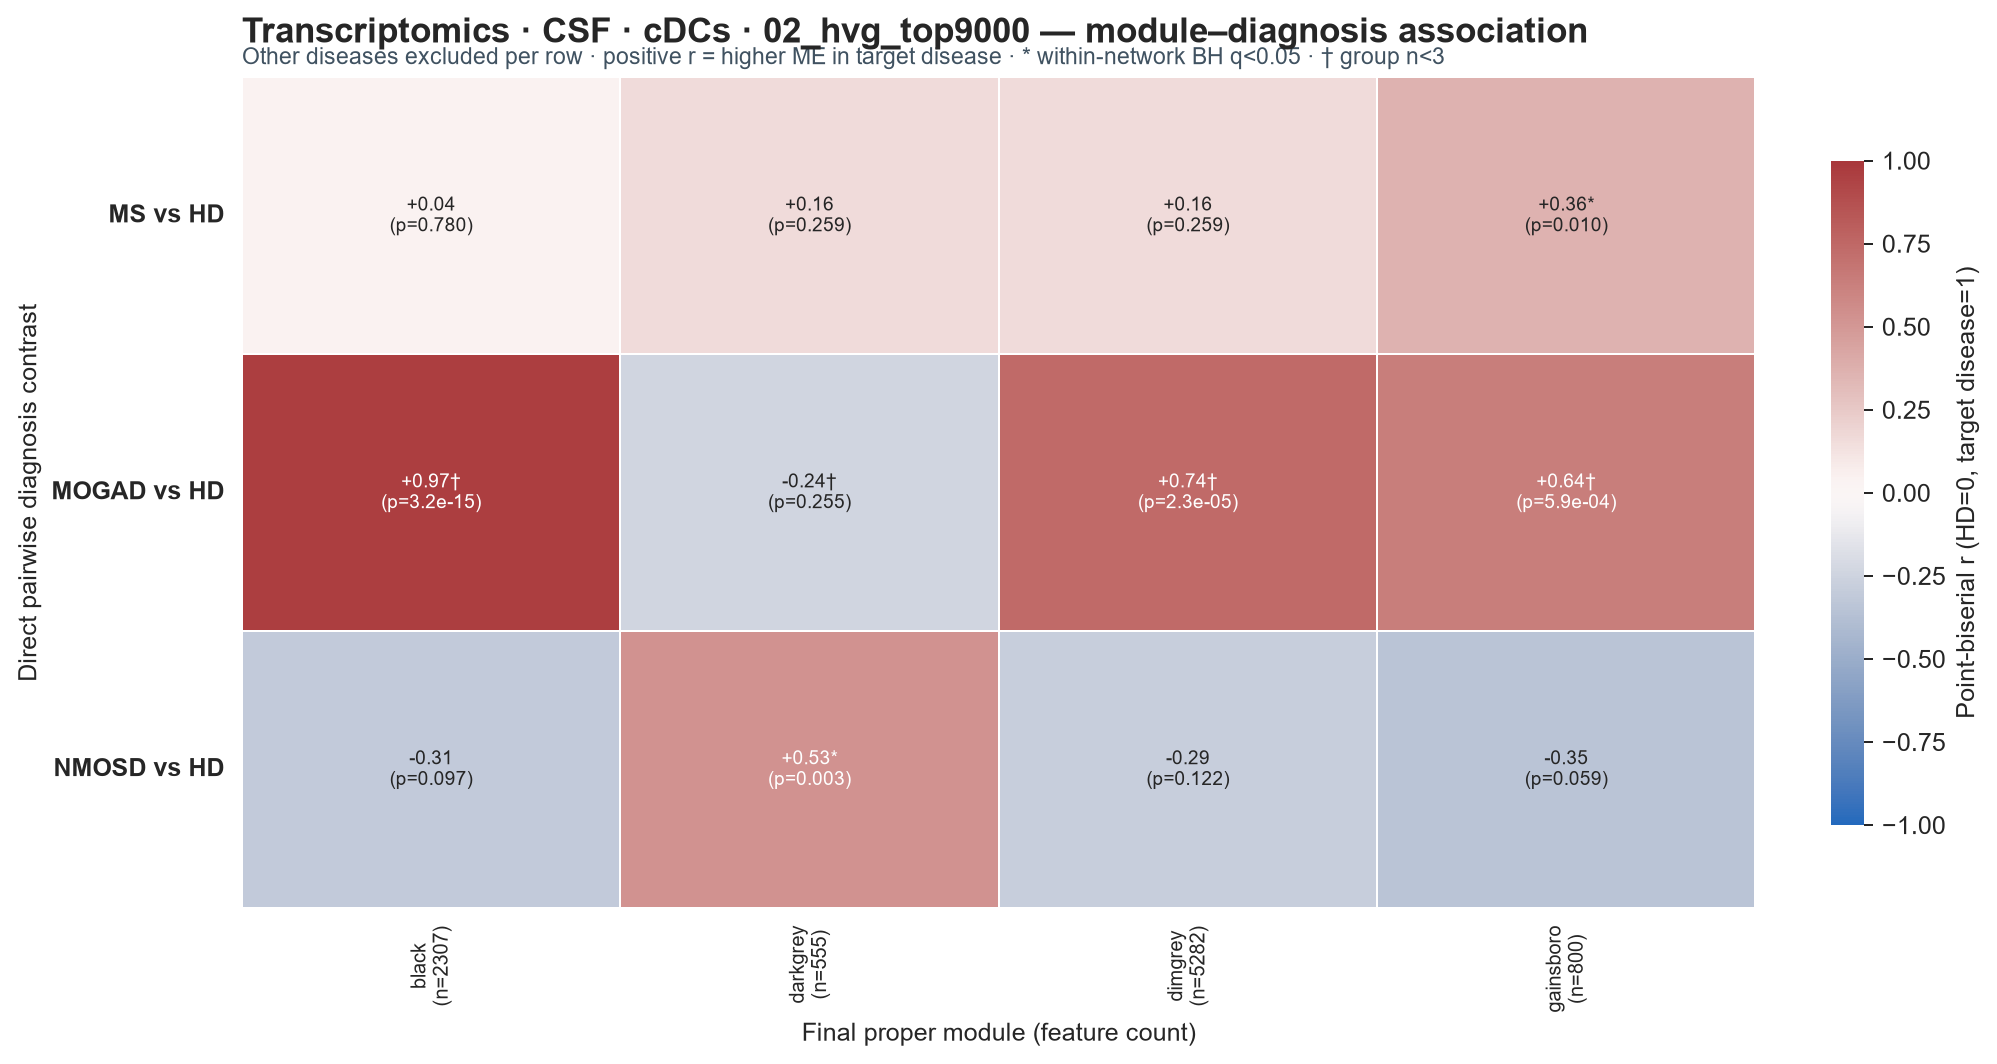 Transcriptomics · CSF · cDCs · 02_hvg_top9000 — module–diagnosis association
Other diseases excluded per row · positive r = higher ME in target disease · * within-network BH q<0.05 · † group n<3
Direct pairwise diagnosis contrast
MS vs HD
+0.04
(p=0.780)
+0.16
(p=0.259)
+0.16
(p=0.259)
+0.36*
(p=0.010)
MOGAD vs HD
+0.97†
(p=3.2e-15)
-0.24†
(p=0.255)
+0.74†
(p=2.3e-05)
+0.64†
(p=5.9e-04)
NMOSD vs HD
-0.31
(p=0.097)
+0.53*
(p=0.003)
-0.29
(p=0.122)
-0.35
(p=0.059)
black
(n=2307)
darkgrey
(n=555)
dimgrey
(n=5282)
gainsboro
(n=800)
Final proper module (feature count)
1.00
0.75
0.50
0.25
0.00
−0.25
−0.50
−0.75
−1.00
Point-biserial r (HD=0, target disease=1)